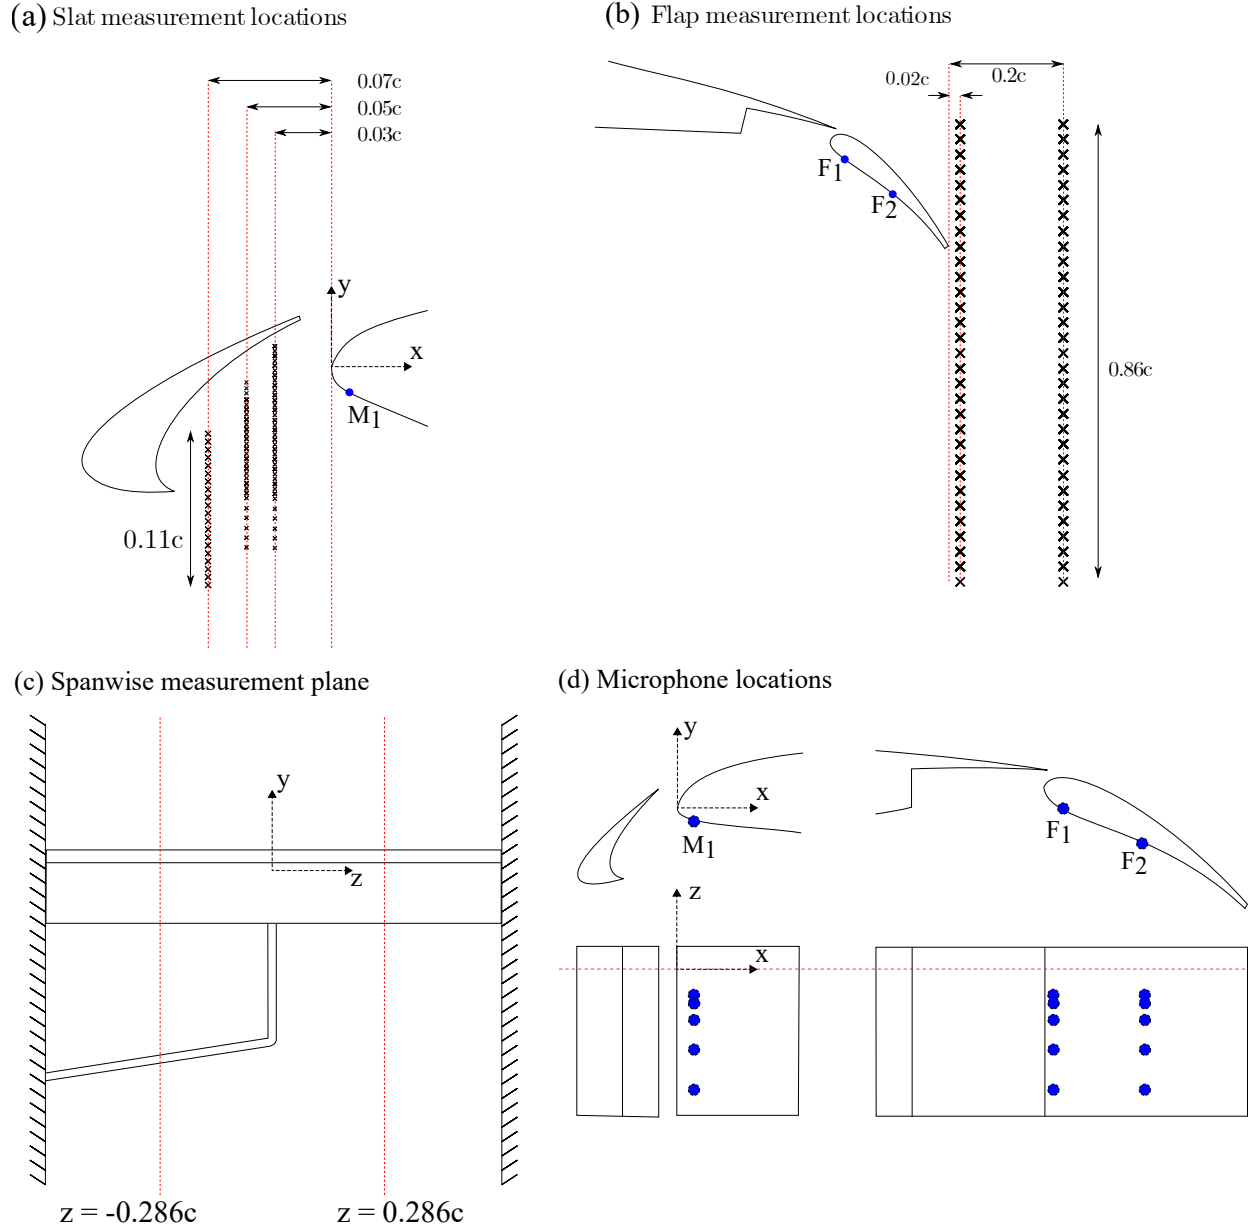 (a) Slat measurement locations
0.07c
0.05c
0.03c
y
x
M1
0.11c
(b) Flap measurement locations
0.02c
0.2c
F1
F2
0.86c
(c) Spanwise measurement plane
y
z
z = -0.286c
z = 0.286c
(d) Microphone locations
y
x
M1
F1
F2
z
x